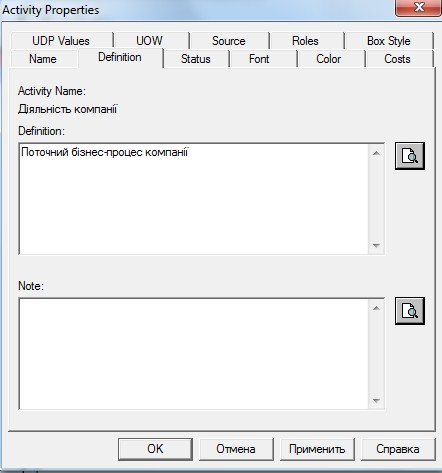 Activity Properties
UDP Values
UOW
Source
Roles
Box Style
Name
Definition
Status
Font
Color
Costs
Activity Name:
Діяльність компанії
Definition:
Поточний бізнес-процес компанії
Note:
OK
Отмена
Применить
Справка